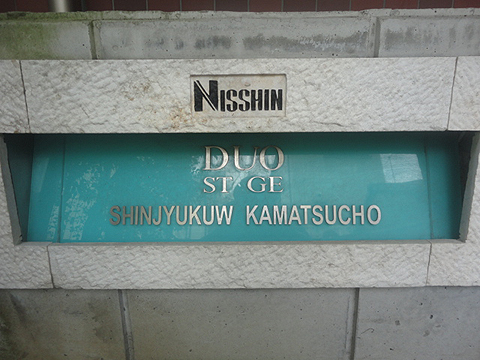 NISSHIN
DUO
ST GE
SHINJYUKUW KAMATSUCHO